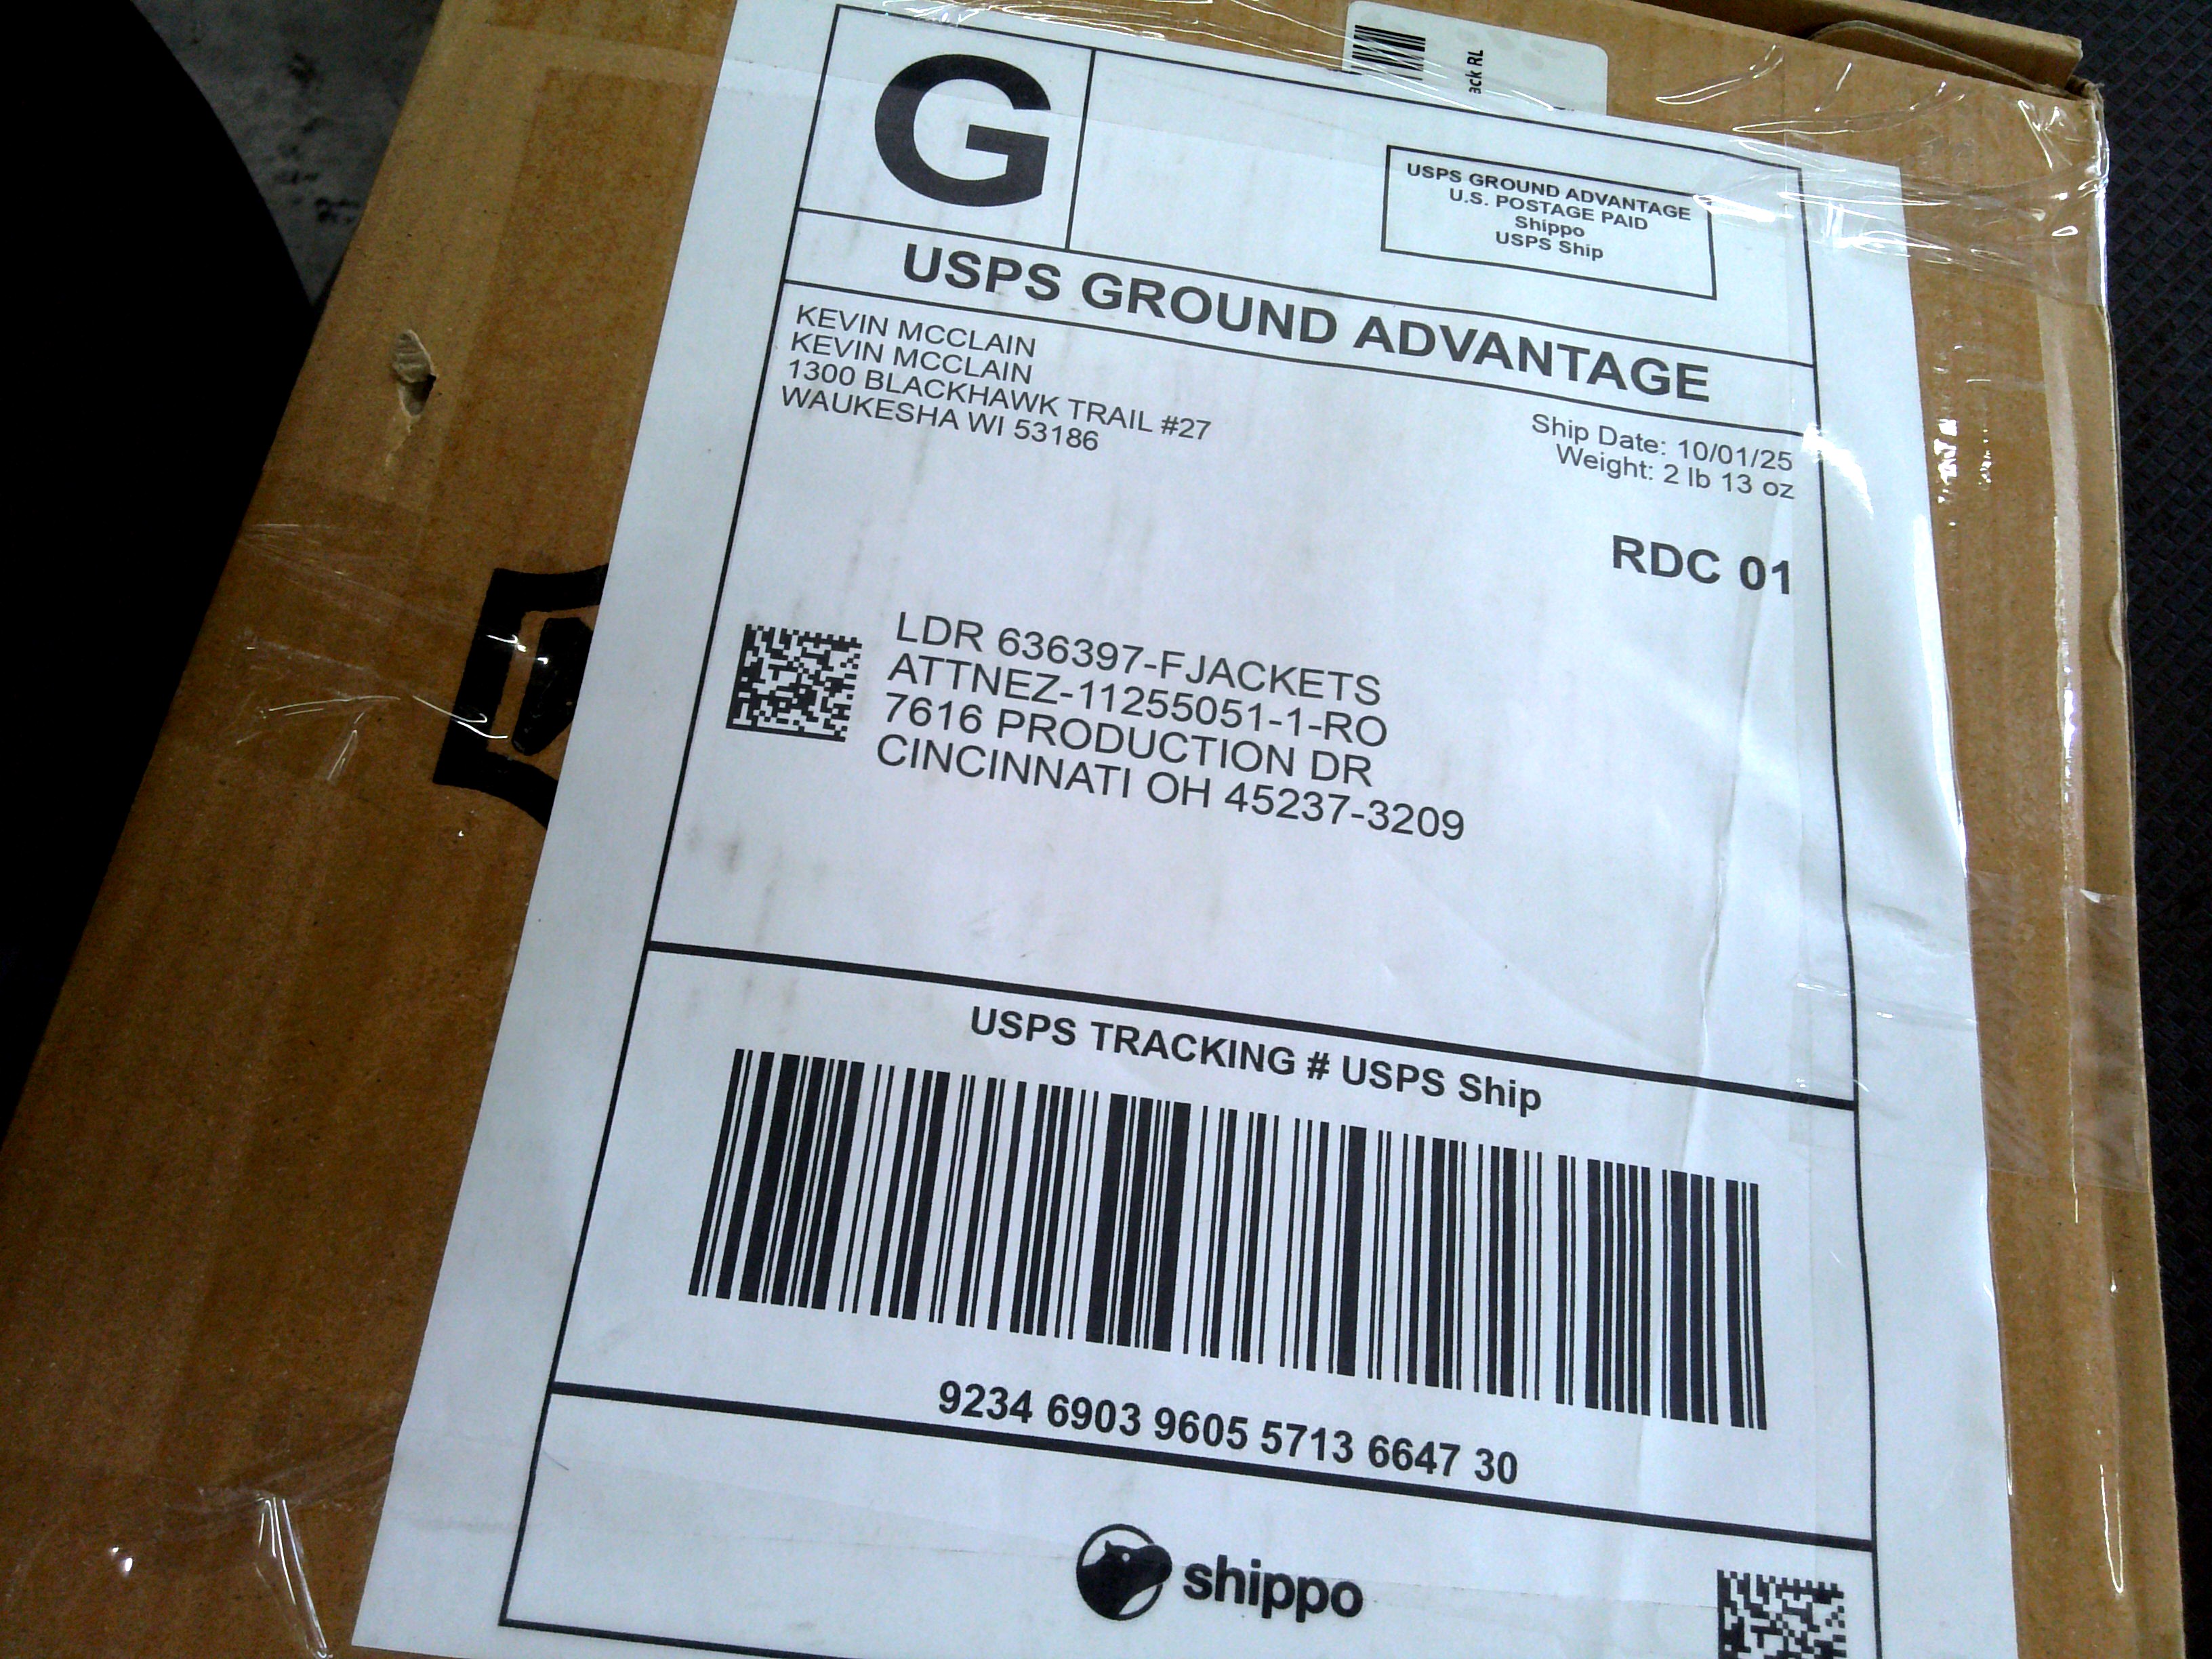 ack RL
G
USPS GROUND ADVANTAGE
U.S. POSTAGE PAID
Shippo
USPS Ship
USPS GROUND ADVANTAGE
KEVIN MCCLAIN
KEVIN MCCLAIN
1300 BLACKHAWK TRAIL #27
WAUKESHA WI 53186
Ship Date: 10/01/25
Weight: 2 lb 13 oz
RDC 01
LDR 636397-FJACKETS
ATTNEZ-11255051-1-RO
7616 PRODUCTION DR
CINCINNATI OH 45237-3209
USPS TRACKING # USPS Ship
9234 6903 9605 5713 6647 30
shippo